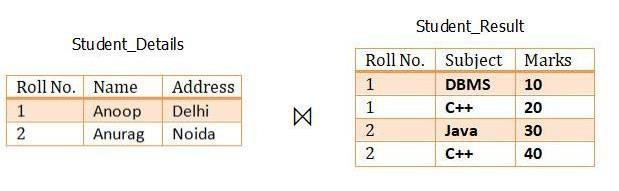 Student_Details
Roll No. Name Address
1 Anoop Delhi
2 Anurag Noida
⋈
Student_Result
Roll No. Subject Marks
1 DBMS 10
1 C++ 20
2 Java 30
2 C++ 40